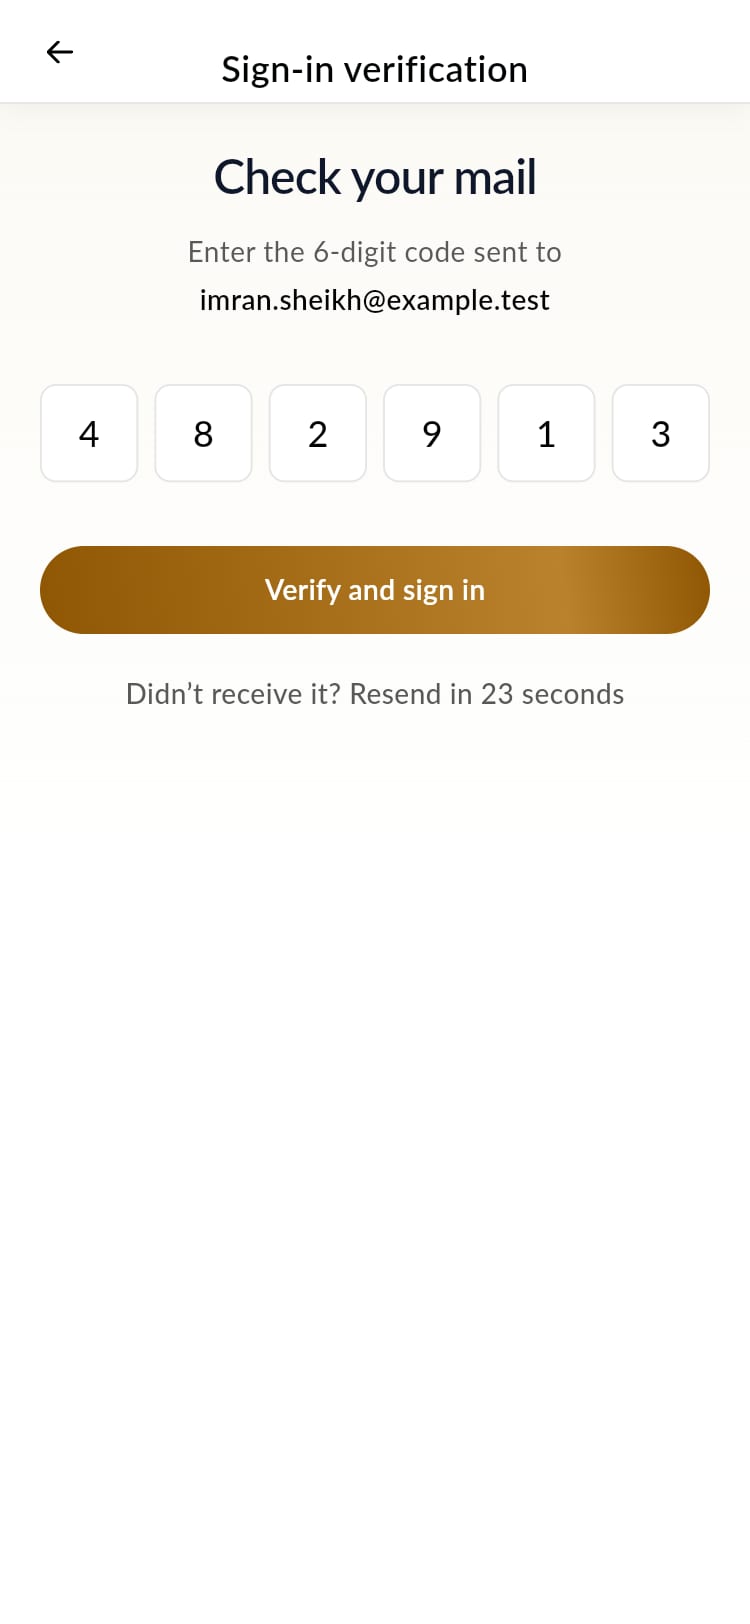 Sign-in verification
Check your mail
Enter the 6-digit code sent to
imran.sheikh@example.test
4 8 2 9 1 3
Verify and sign in
Didn’t receive it? Resend in 23 seconds